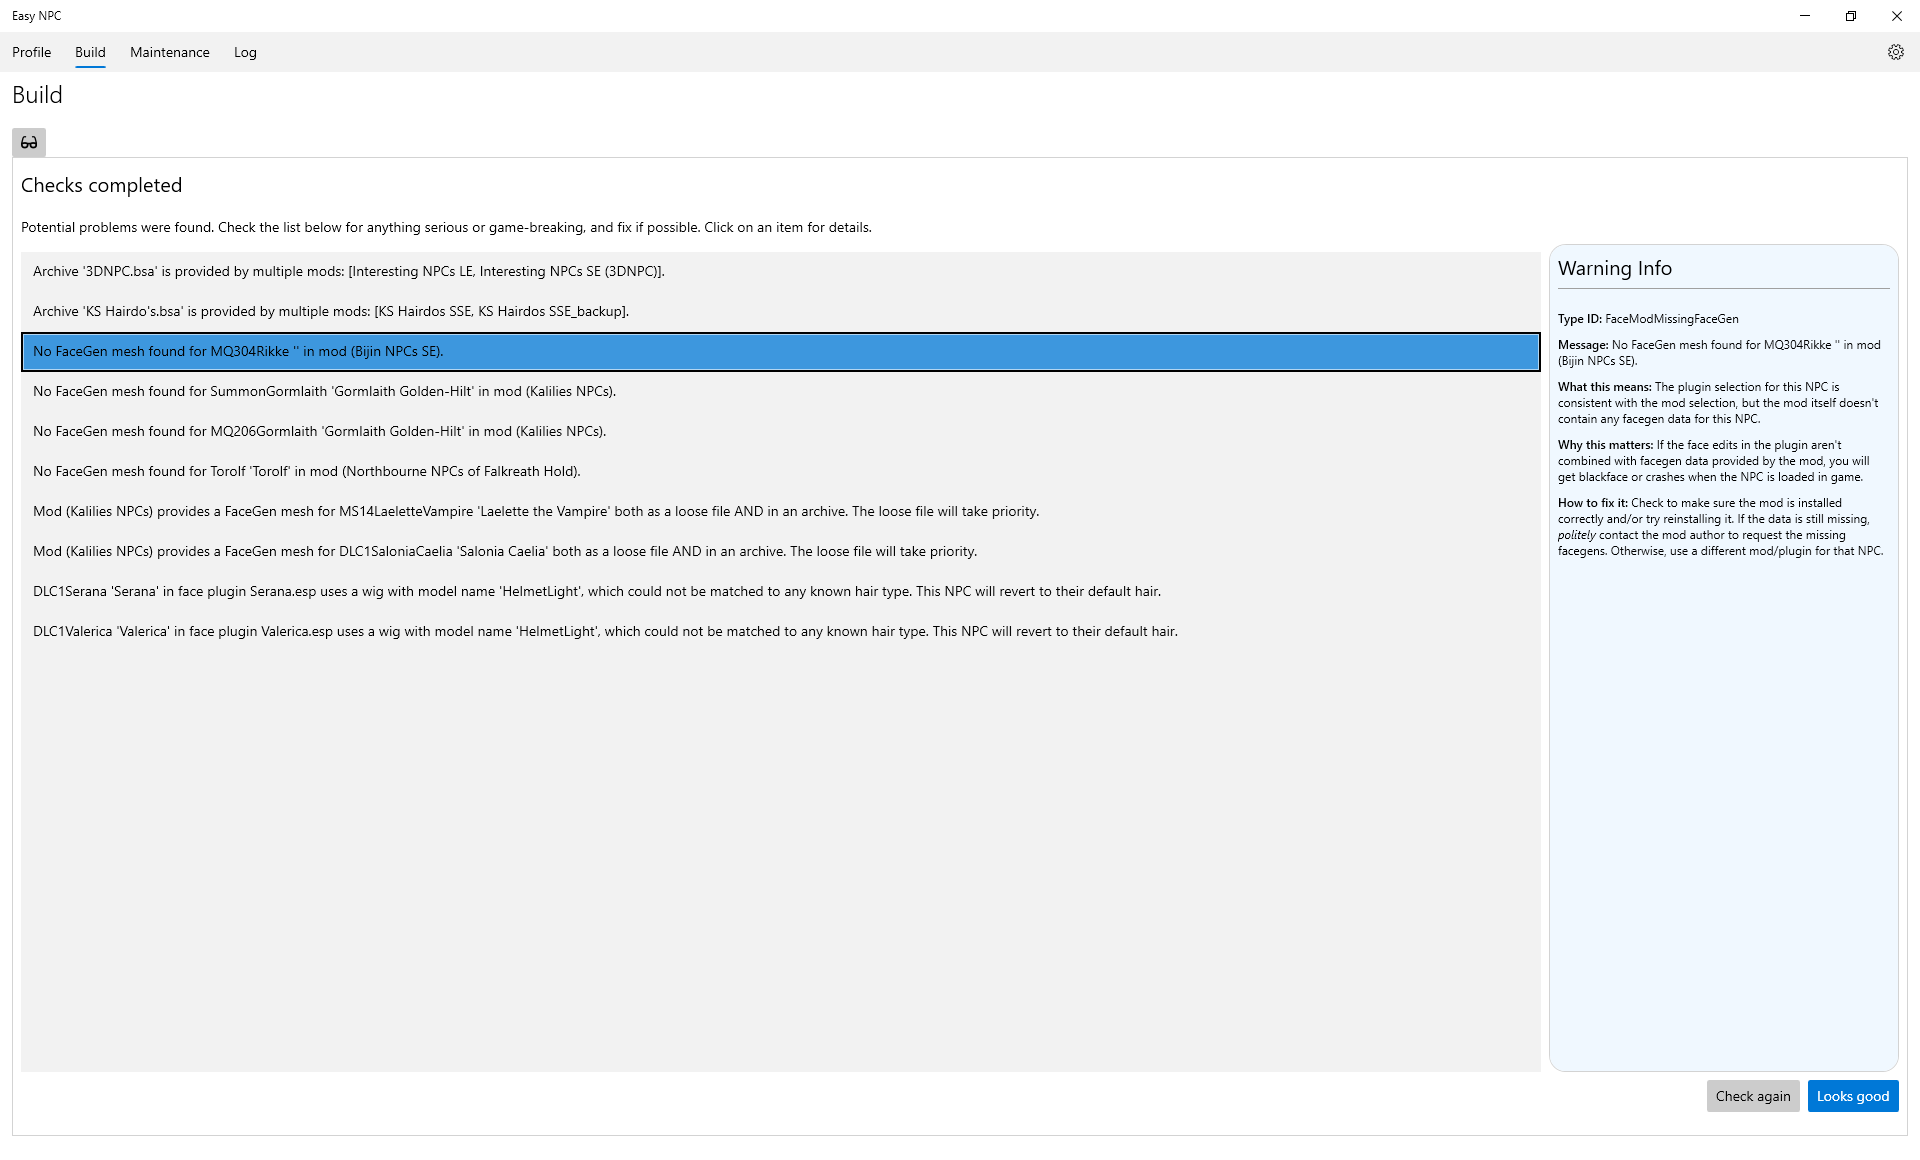 Easy NPC
Profile Build Maintenance Log
Build
Checks completed
Potential problems were found. Check the list below for anything serious or game-breaking, and fix if possible. Click on an item for details.
Archive '3DNPC.bsa' is provided by multiple mods: [Interesting NPCs LE, Interesting NPCs SE (3DNPC)].
Archive 'KS Hairdo's.bsa' is provided by multiple mods: [KS Hairdos SSE, KS Hairdos SSE_backup].
No FaceGen mesh found for MQ304Rikke '' in mod (Bijin NPCs SE).
No FaceGen mesh found for SummonGormlaith 'Gormlaith Golden-Hilt' in mod (Kalilies NPCs).
No FaceGen mesh found for MQ206Gormlaith 'Gormlaith Golden-Hilt' in mod (Kalilies NPCs).
No FaceGen mesh found for Torolf 'Torolf' in mod (Northbourne NPCs of Falkreath Hold).
Mod (Kalilies NPCs) provides a FaceGen mesh for MS14LaeletteVampire 'Laelette the Vampire' both as a loose file AND in an archive. The loose file will take priority.
Mod (Kalilies NPCs) provides a FaceGen mesh for DLC1SaloniaCaelia 'Salonia Caelia' both as a loose file AND in an archive. The loose file will take priority.
DLC1Serana 'Serana' in face plugin Serana.esp uses a wig with model name 'HelmetLight', which could not be matched to any known hair type. This NPC will revert to their default hair.
DLC1Valerica 'Valerica' in face plugin Valerica.esp uses a wig with model name 'HelmetLight', which could not be matched to any known hair type. This NPC will revert to their default hair.
Warning Info
Type ID: FaceModMissingFaceGen
Message: No FaceGen mesh found for MQ304Rikke '' in mod
(Bijin NPCs SE).
What this means: The plugin selection for this NPC is
consistent with the mod selection, but the mod itself doesn't
contain any facegen data for this NPC.
Why this matters: If the face edits in the plugin aren't
combined with facegen data provided by the mod, you will
get blackface or crashes when the NPC is loaded in game.
How to fix it: Check to make sure the mod is installed
correctly and/or try reinstalling it. If the data is still missing,
politely contact the mod author to request the missing
facegens. Otherwise, use a different mod/plugin for that NPC.
Check again Looks good